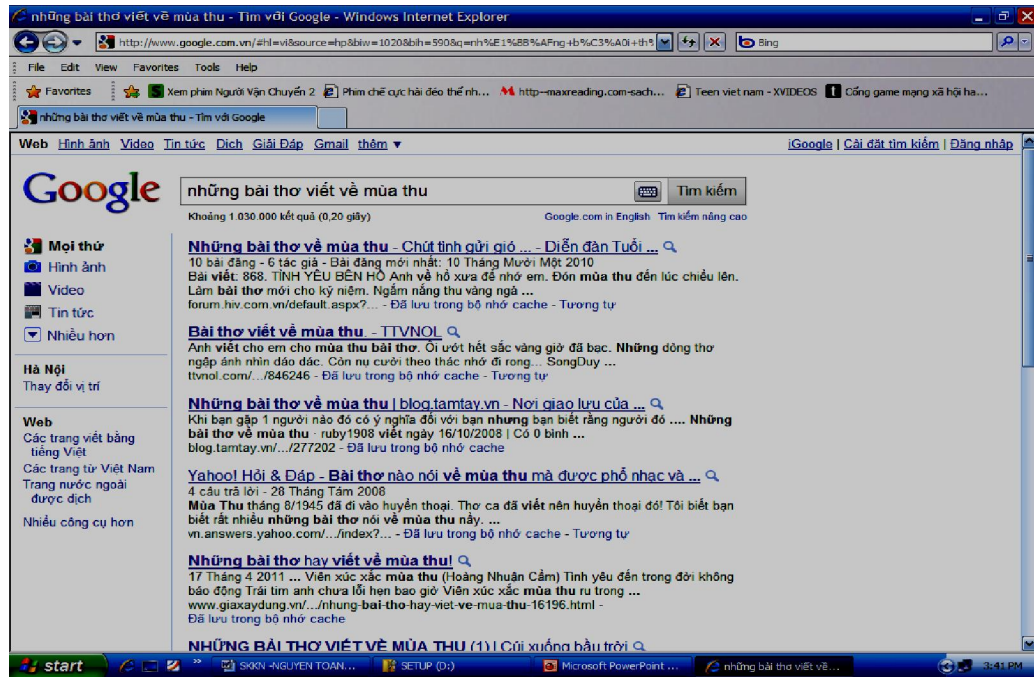 những bài thơ viết về mùa thu - Tìm với Google - Windows Internet Explorer
http://www.google.com.vn/#hl=vi&source=hp&biw=1020&bih=590&q=nh%E1%BB%AFng+b%C3%A0i+th%
Bing
File Edit View Favorites Tools Help
Favorites Xem phim Người Vận Chuyển 2 Phim chế cực hài đéo thể nh... http--maxreading.com-sach... Teen viet nam - XVIDEOS Cổng game mạng xã hội ha...
những bài thơ viết về mùa thu - Tìm với Google
Web Hình ảnh Video Tin tức Dịch Giải Đáp Gmail thêm ▼ iGoogle | Cài đặt tìm kiếm | Đăng nhập
Google những bài thơ viết về mùa thu Tìm kiếm
Khoảng 1.030.000 kết quả (0,20 giây) Google.com in English Tìm kiếm nâng cao
Mọi thứ
Hình ảnh
Video
Tin tức
Nhiều hơn
Hà Nội
Thay đổi vị trí
Web
Các trang viết bằng
tiếng Việt
Các trang từ Việt Nam
Trang nước ngoài
được dịch
Nhiều công cụ hơn
Những bài thơ về mùa thu - Chút tình gửi gió ... - Diễn đàn Tuổi ...
10 bài đăng - 6 tác giả - Bài đăng mới nhất: 10 Tháng Mười Một 2010
Bài viết: 868. TÌNH YÊU BÊN HỒ Anh về hồ xưa để nhớ em. Đón mùa thu đến lúc chiều lên.
Làm bài thơ mới cho kỷ niệm. Ngắm nắng thu vàng ngả ...
forum.hiv.com.vn/default.aspx?... - Đã lưu trong bộ nhớ cache - Tương tự
Bài thơ viết về mùa thu. - TTVNOL
Anh viết cho em cho mùa thu bài thơ. Ôi ướt hết sắc vàng giờ đã bạc. Những dòng thơ
ngập ánh nhìn dáo dác. Còn nụ cười theo thác nhớ đi rong... SongDuy ...
ttvnol.com/.../846246 - Đã lưu trong bộ nhớ cache - Tương tự
Những bài thơ về mùa thu | blog.tamtay.vn - Nơi giao lưu của ...
Khi bạn gặp 1 người nào đó có ý nghĩa đối với bạn nhưng bạn biết rằng người đó .... Những
bài thơ về mùa thu · ruby1908 viết ngày 16/10/2008 | Có 0 bình ...
blog.tamtay.vn/.../277202 - Đã lưu trong bộ nhớ cache
Yahoo! Hỏi & Đáp - Bài thơ nào nói về mùa thu mà được phổ nhạc và ...
4 câu trả lời - 28 Tháng Tám 2008
Mùa Thu tháng 8/1945 đã đi vào huyền thoại. Thơ ca đã viết nên huyền thoại đó! Tôi biết bạn
biết rất nhiều những bài thơ nói về mùa thu nầy. ...
vn.answers.yahoo.com/.../index?... - Đã lưu trong bộ nhớ cache - Tương tự
Những bài thơ hay viết về mùa thu!
17 Tháng 4 2011 ... Viên xúc xắc mùa thu (Hoàng Nhuận Cầm) Tình yêu đến trong đời không
báo động Trái tim anh chưa lỗi hẹn bao giờ Viên xúc xắc mùa thu ru trong ...
www.giaxaydung.vn/.../nhung-bai-tho-hay-viet-ve-mua-thu-16196.html -
Đã lưu trong bộ nhớ cache
NHỮNG BÀI THƠ VIẾT VỀ MÙA THU (1) | Cúi xuống bầu trời
start SKKN -NGUYEN TOAN... SETUP (D:) Microsoft PowerPoint ... những bài thơ viết về... 3:41 PM